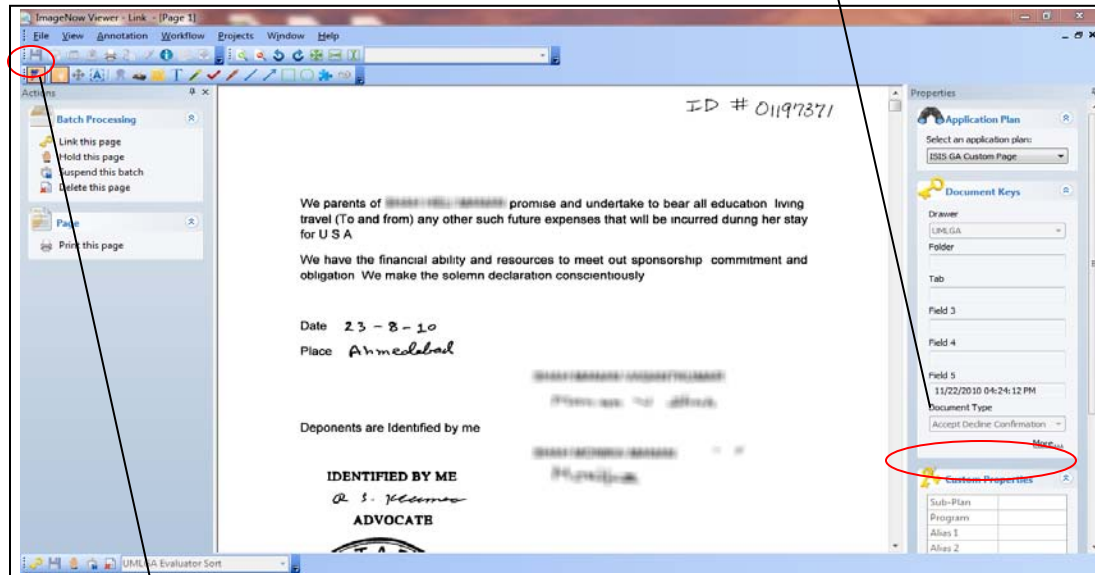 ImageNow Viewer - Link - [Page 1]
File View Annotation Workflow Projects Window Help
Actions
Batch Processing
Link this page
Hold this page
Suspend this batch
Delete this page
Page
Print this page
ID # 01197371
We parents of promise and undertake to bear all education living
travel (To and from) any other such future expenses that will be incurred during her stay
for U S A
We have the financial ability and resources to meet out sponsorship commitment and
obligation We make the solemn declaration conscientiously
Date 23-8-10
Place Ahmedabad
Deponents are Identified by me
IDENTIFIED BY ME
ADVOCATE
Properties
Application Plan
Select an application plan:
ISIS GA Custom Page
Document Keys
Drawer
UMLGA
Folder
Tab
Field 3
Field 4
Field 5
11/22/2010 04:24:12 PM
Document Type
Accept Decline Confirmation
More...
Custom Properties
Sub-Plan
Program
Alias 1
Alias 2
UMLGA Evaluator Sort